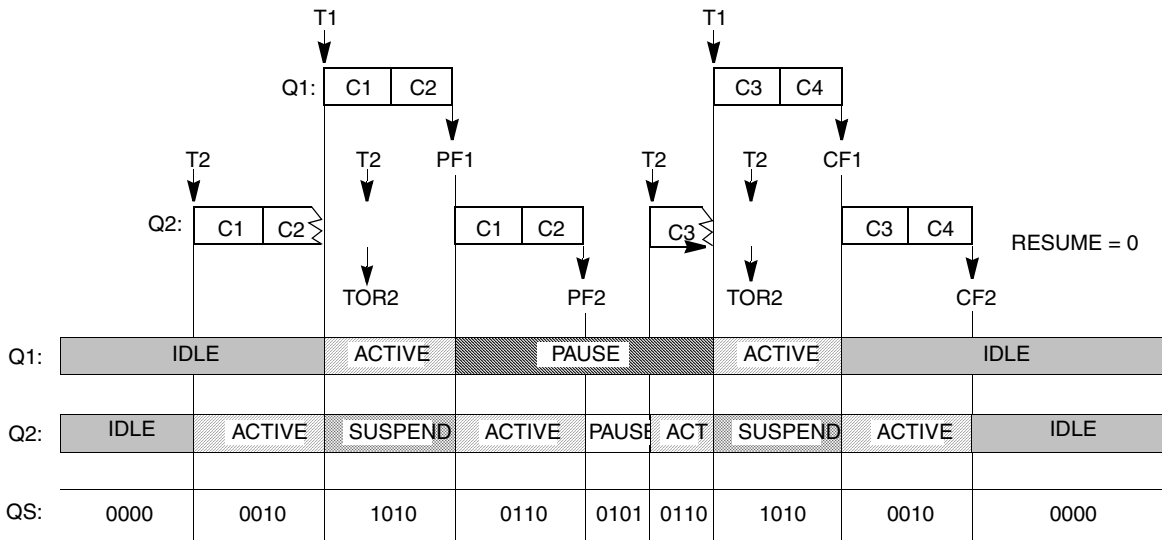 T1 T1
Q1: C1 C2 C3 C4
T2 T2 PF1 T2 T2 CF1
Q2: C1 C2 C1 C2 C3 C3 C4
RESUME = 0
TOR2 PF2 TOR2 CF2
Q1: IDLE ACTIVE PAUSE ACTIVE IDLE
Q2: IDLE ACTIVE SUSPEND ACTIVE PAUSE ACT SUSPEND ACTIVE IDLE
QS: 0000 0010 1010 0110 0101 0110 1010 0010 0000